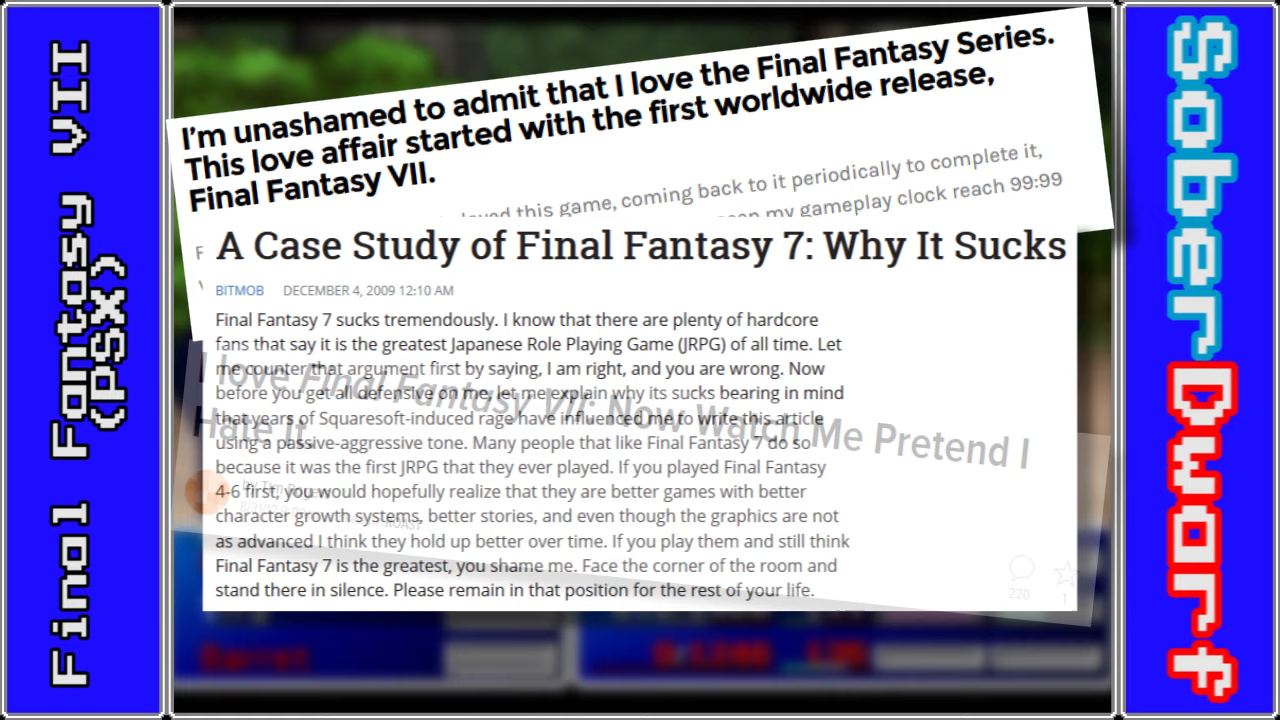 Final Fantasy VII
(PSX)
I'm unashamed to admit that I love the Final Fantasy Series.
This love affair started with the first worldwide release,
Final Fantasy VII.
this game, coming back to it periodically to complete it,
my gameplay clock reach 99:99
A Case Study of Final Fantasy 7: Why It Sucks
BITMOB DECEMBER 4, 2009 12:10 AM
Final Fantasy 7 sucks tremendously. I know that there are plenty of hardcore
fans that say it is the greatest Japanese Role Playing Game (JRPG) of all time. Let
me counter that argument first by saying, I am right, and you are wrong. Now
before you get all defensive on me, let me explain why its sucks bearing in mind
that years of Squaresoft-induced rage have influenced me to write this article
using a passive-aggressive tone. Many people that like Final Fantasy 7 do so
because it was the first JRPG that they ever played. If you played Final Fantasy
4-6 first, you would hopefully realize that they are better games with better
character growth systems, better stories, and even though the graphics are not
as advanced I think they hold up better over time. If you play them and still think
Final Fantasy 7 is the greatest, you shame me. Face the corner of the room and
stand there in silence. Please remain in that position for the rest of your life.
I love Final Fantasy VII: Now Watch Me Pretend I
Hate It
ROAST
220
1
Barret